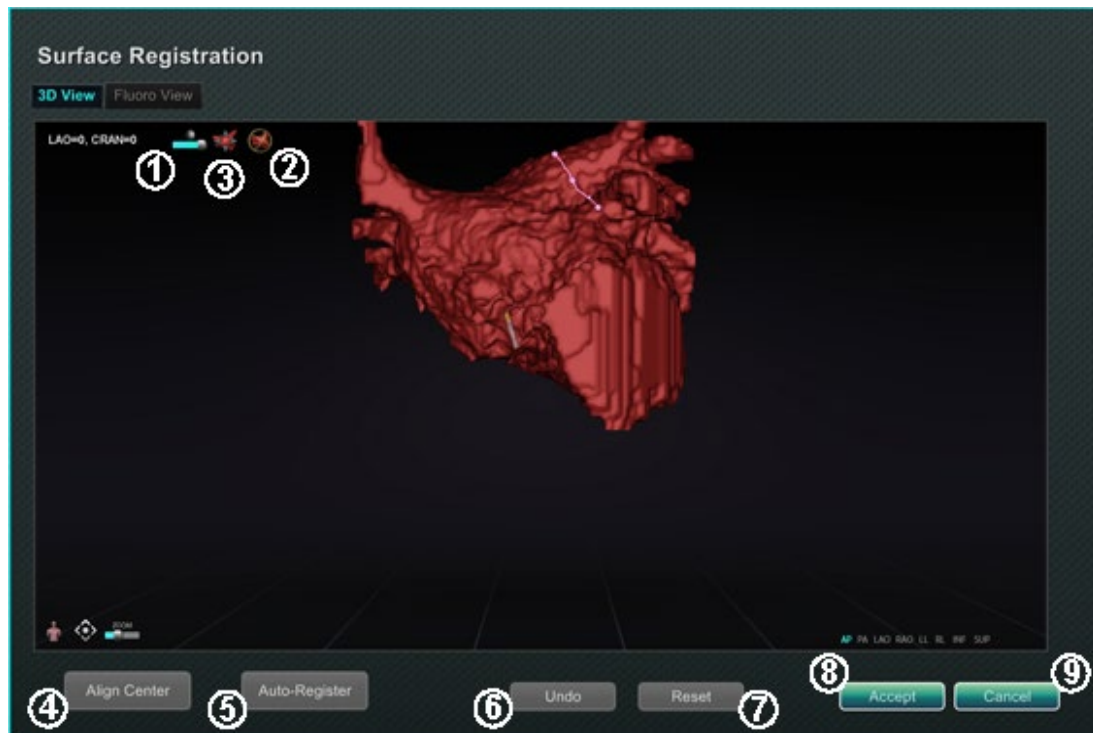 Surface Registration
3D View Fluoro View
LAO=0, CRAN=0
① ③ ②
ZOOM
AP PA LAO RAO LL RL INF SUP
④ Align Center ⑤ Auto-Register ⑥ Undo Reset ⑦ ⑧ Accept Cancel ⑨